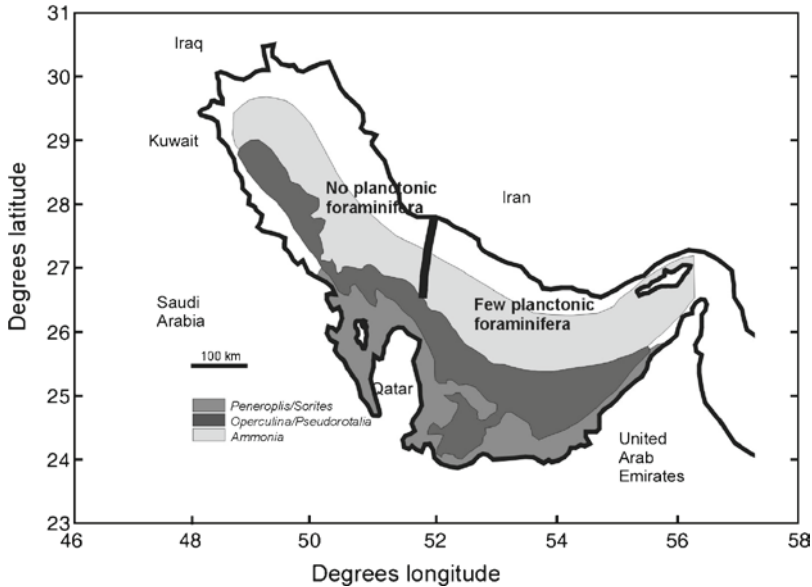 31
30
29
28
27
26
25
24
23
Degrees latitude
Iraq
Kuwait
No planctonic
foraminifera
Iran
Saudi
Arabia
Few planctonic
foraminifera
100 km
Qatar
Peneroplis/Sorites
Operculina/Pseudorotalia
Ammonia
United
Arab
Emirates
46 48 50 52 54 56 58
Degrees longitude